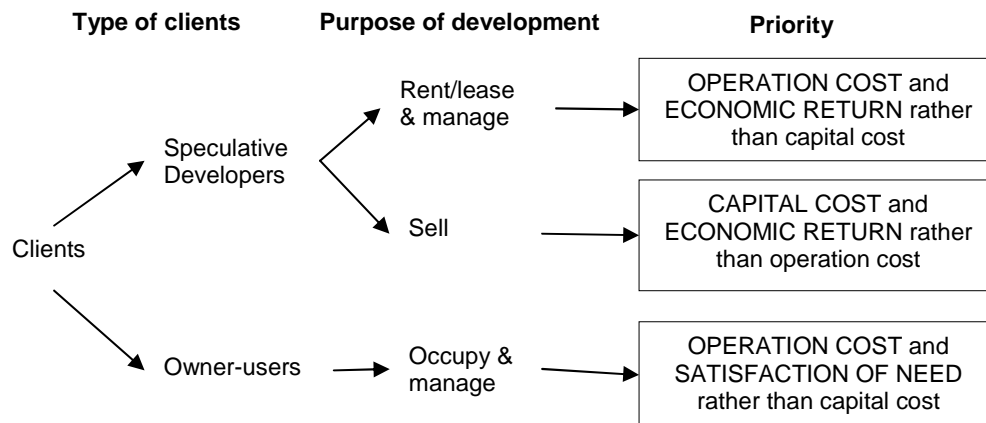 Type of clients
Purpose of development
Priority
Rent/lease
& manage
OPERATION COST and
ECONOMIC RETURN rather
than capital cost
Speculative
Developers
Sell
CAPITAL COST and
ECONOMIC RETURN rather
than operation cost
Clients
Owner-users
Occupy &
manage
OPERATION COST and
SATISFACTION OF NEED
rather than capital cost